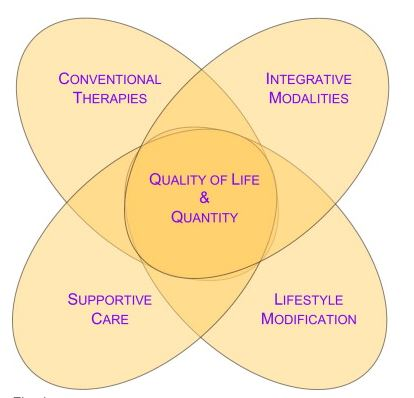 CONVENTIONAL
THERAPIES
INTEGRATIVE
MODALITIES
QUALITY OF LIFE
&
QUANTITY
SUPPORTIVE
CARE
LIFESTYLE
MODIFICATION